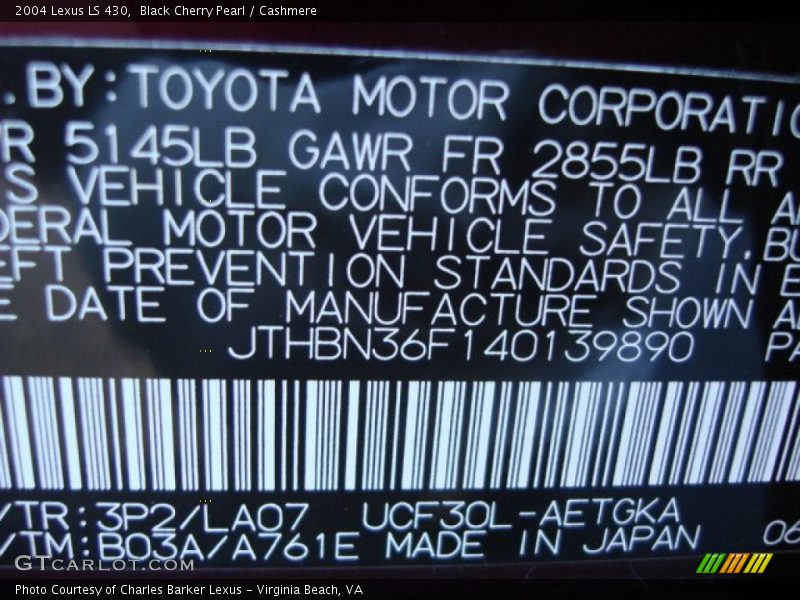 2004 Lexus LS 430, Black Cherry Pearl / Cashmere
. BY: TOYOTA MOTOR CORPORATIO
VR 5145LB GAWR FR 2855LB RR
S VEHICLE CONFORMS TO ALL A
DERAL MOTOR VEHICLE SAFETY, BU
EFT PREVENTION STANDARDS IN E
E DATE OF MANUFACTURE SHOWN A
JTHBN36F140139890 PA
/TR:3P2/LA07 UCF30L-AETGKA
/TM:B03A/A761E MADE IN JAPAN 06
GTCARLOT.COM
Photo Courtesy of Charles Barker Lexus - Virginia Beach, VA